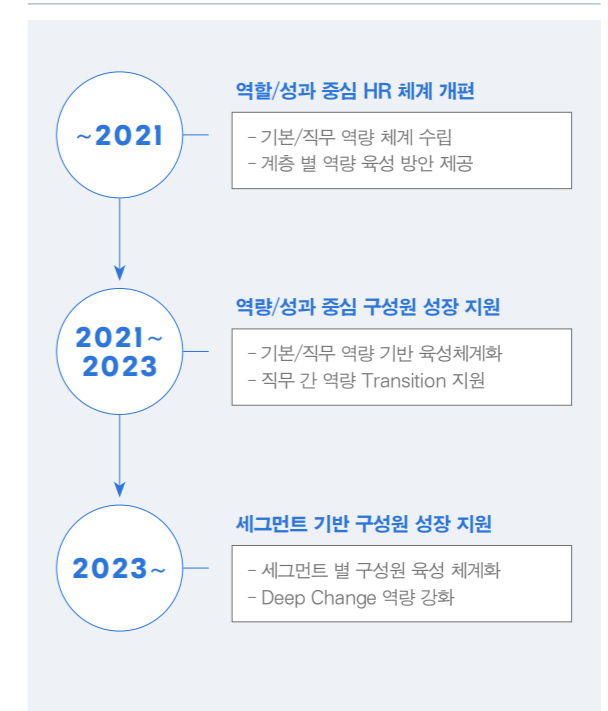 ~2021
역할/성과 중심 HR 체계 개편
- 기본/직무 역량 체계 수립
- 계층 별 역량 육성 방안 제공
2021~
2023
역량/성과 중심 구성원 성장 지원
- 기본/직무 역량 기반 육성체계화
- 직무 간 역량 Transition 지원
2023~
세그먼트 기반 구성원 성장 지원
- 세그먼트 별 구성원 육성 체계화
- Deep Change 역량 강화